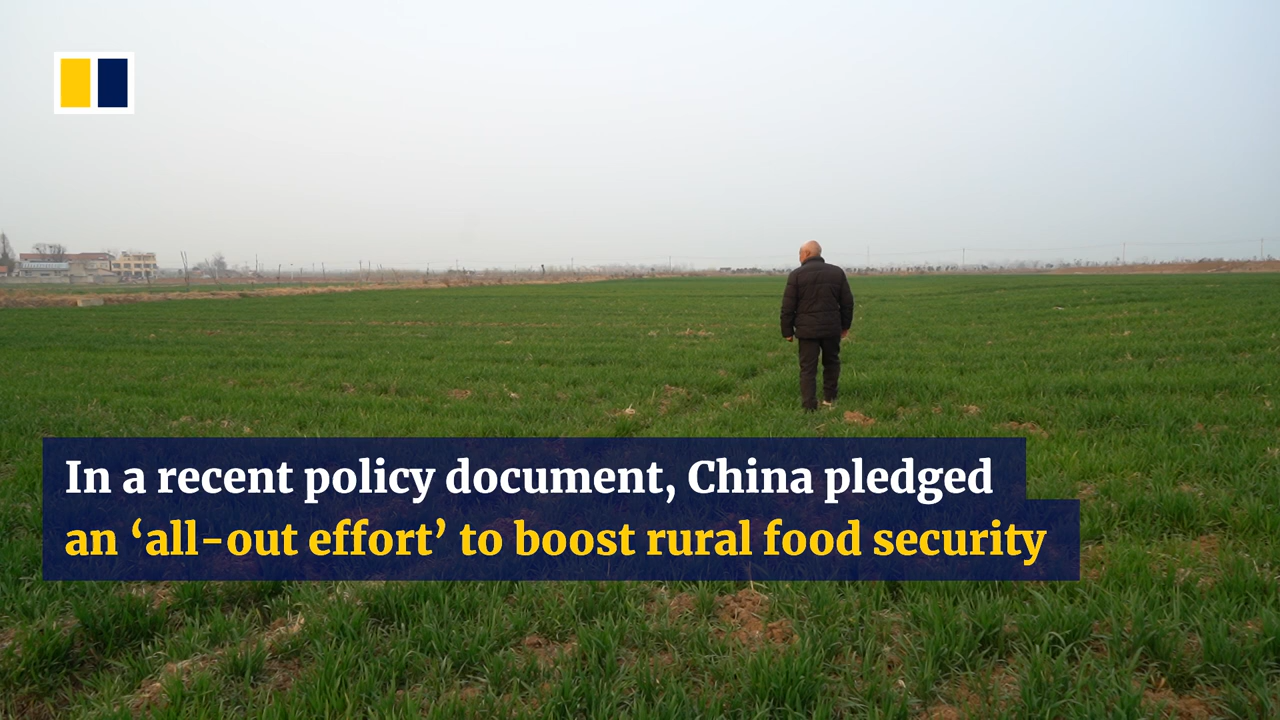 In a recent policy document, China pledged
an ‘all-out effort’ to boost rural food security